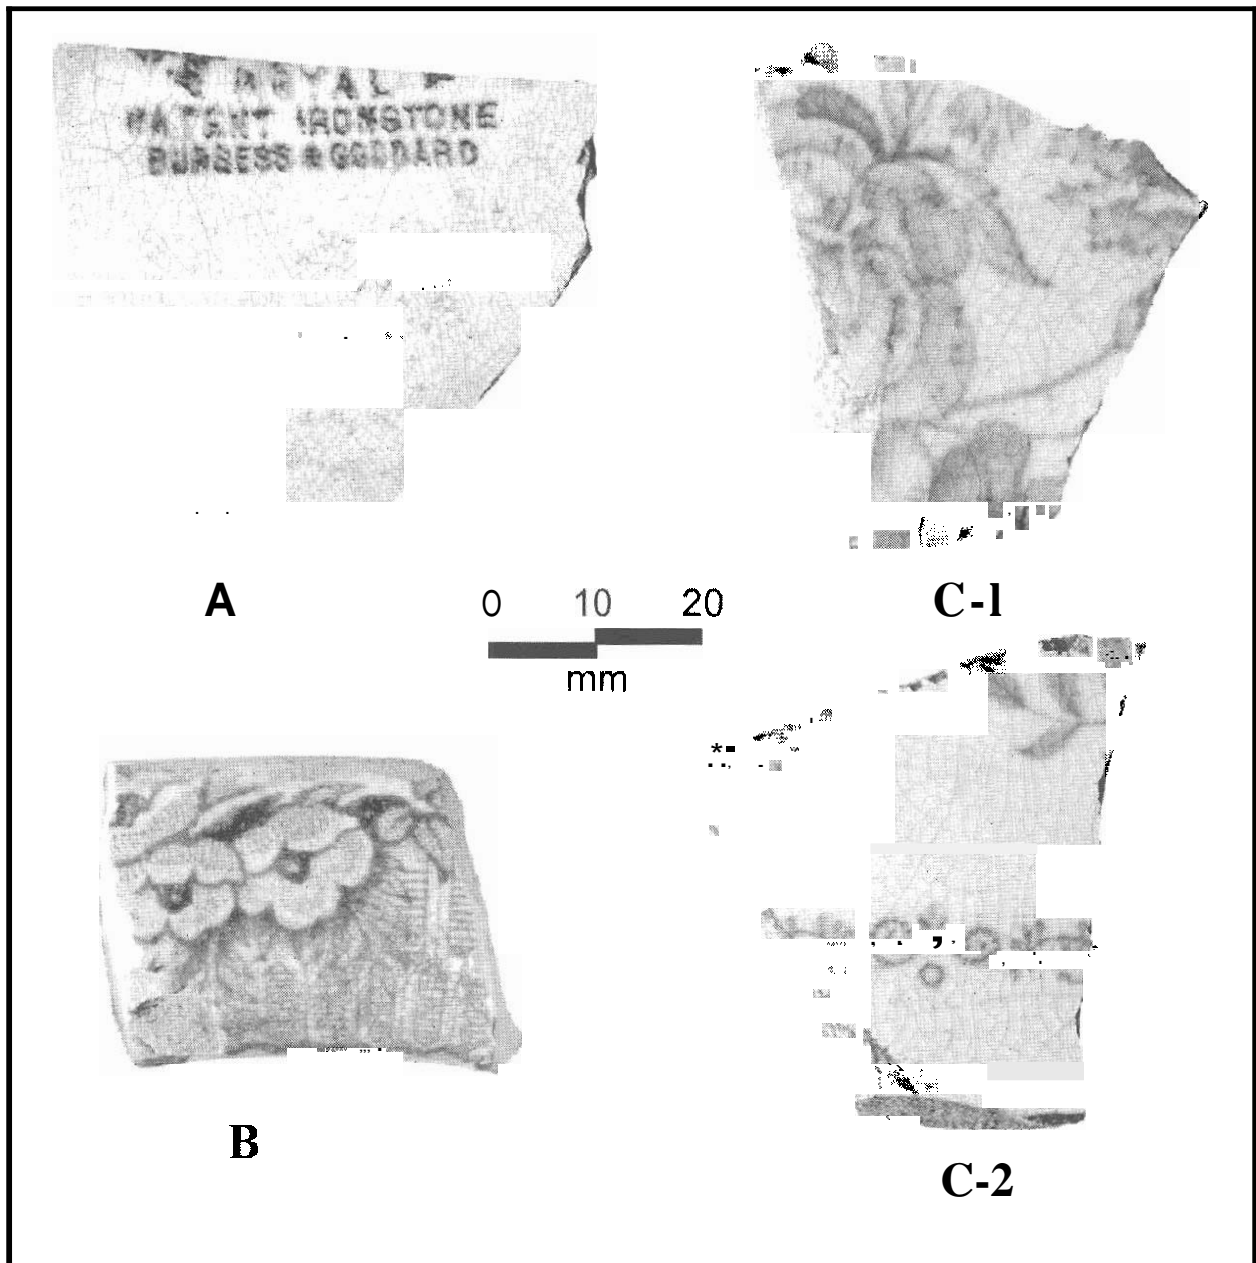 ROYAL
PATENT IRONSTONE
BURGESS & GODDARD
A
0 10 20
mm
C-1
B
C-2